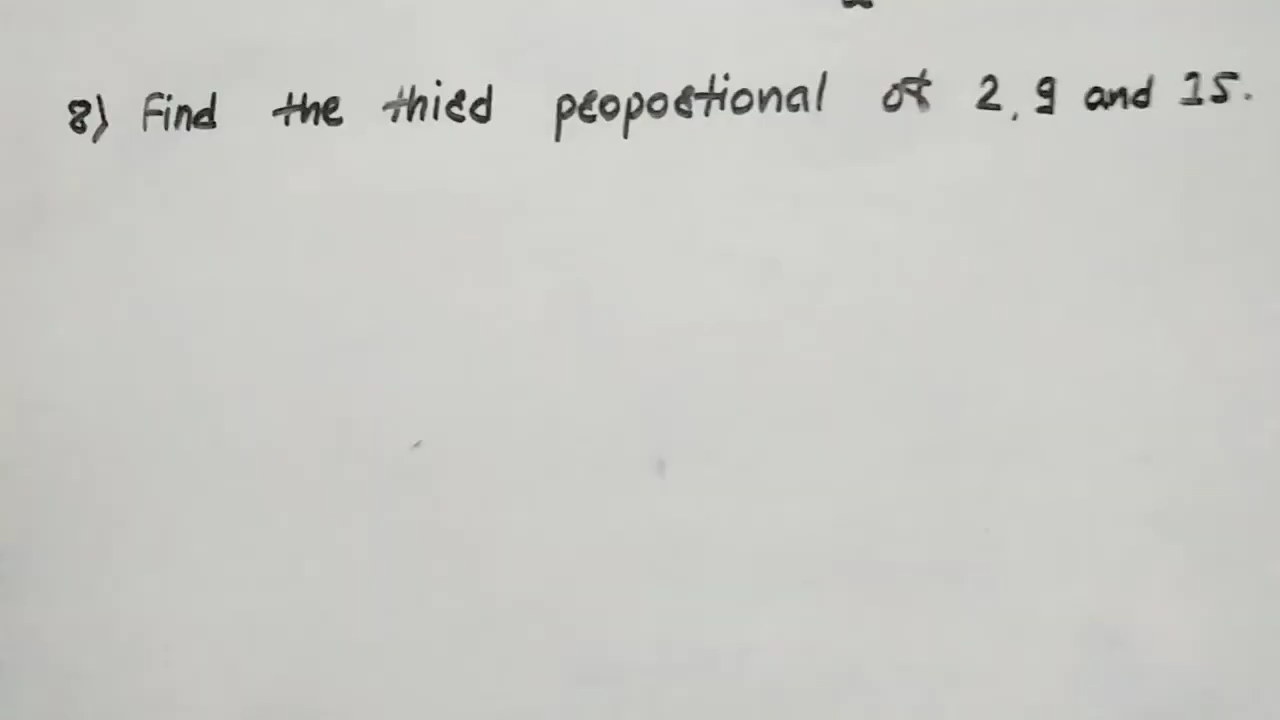 8) Find the third proportional of 2, 9 and 15.